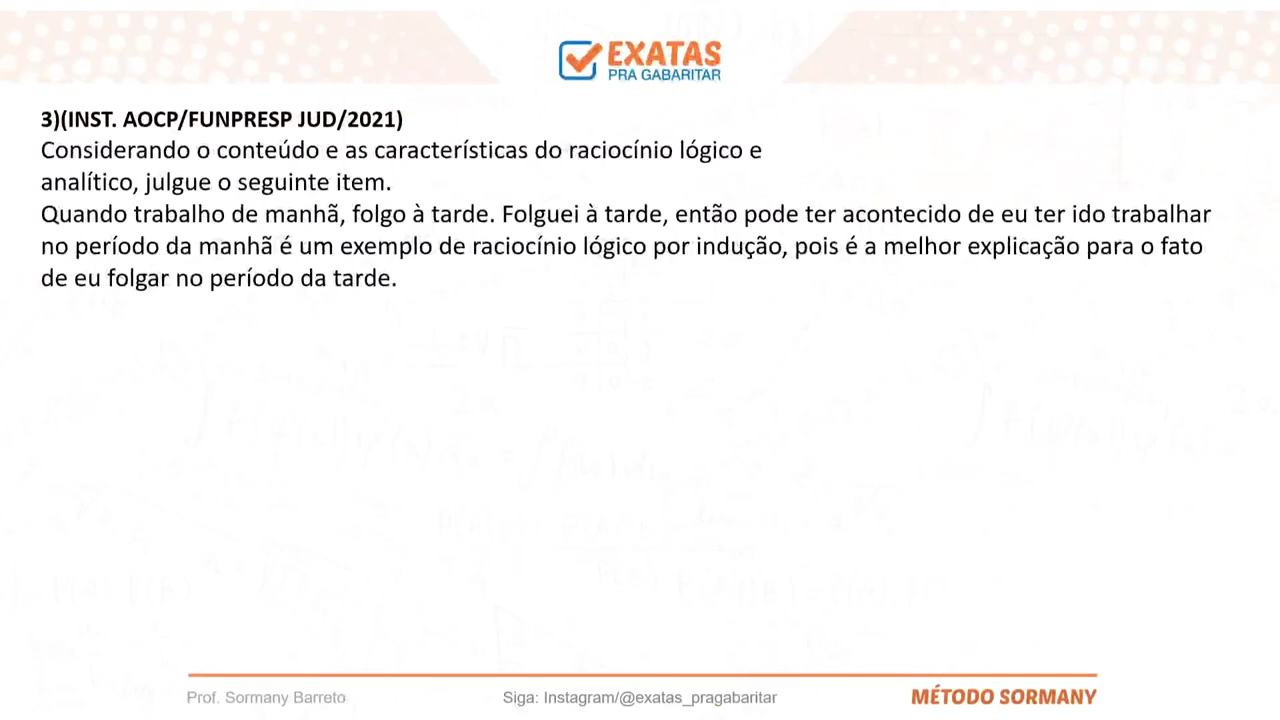 EXATAS
PRA GABARITAR
3)(INST. AOCP/FUNPRESP JUD/2021)
Considerando o conteúdo e as características do raciocínio lógico e
analítico, julgue o seguinte item.
Quando trabalho de manhã, folgo à tarde. Folguei à tarde, então pode ter acontecido de eu ter ido trabalhar
no período da manhã é um exemplo de raciocínio lógico por indução, pois é a melhor explicação para o fato
de eu folgar no período da tarde.
Prof. Sormany Barreto
Siga: Instagram/@exatas_pragabaritar
MÉTODO SORMANY